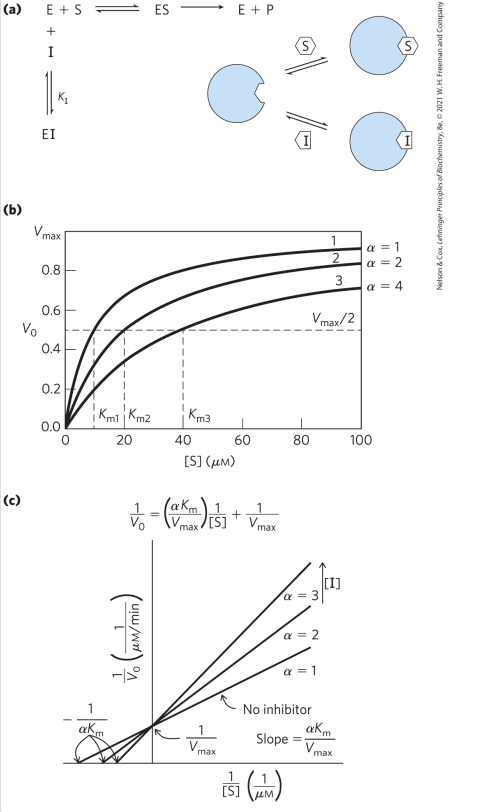 (a)
E + S ⇌ ES → E + P
+
I
K_I
EI
S
S
I
I
Nelson & Cox, Lehninger Principles of Biochemistry, 8e, © 2021 W. H. Freeman and Company
(b)
V_max
0.8
0.6
V_0
0.4
0.2
0.0
1 α = 1
2 α = 2
3 α = 4
V_max/2
K_m1 K_m2 K_m3
0 20 40 60 80 100
[S] (μM)
(c)
1/V_0 = (αK_m/V_max) 1/[S] + 1/V_max
1/V_0 (1/μM/min)
[I]
α = 3
α = 2
α = 1
No inhibitor
− 1/αK_m
1/V_max
Slope = αK_m/V_max
1/[S] (1/μM)